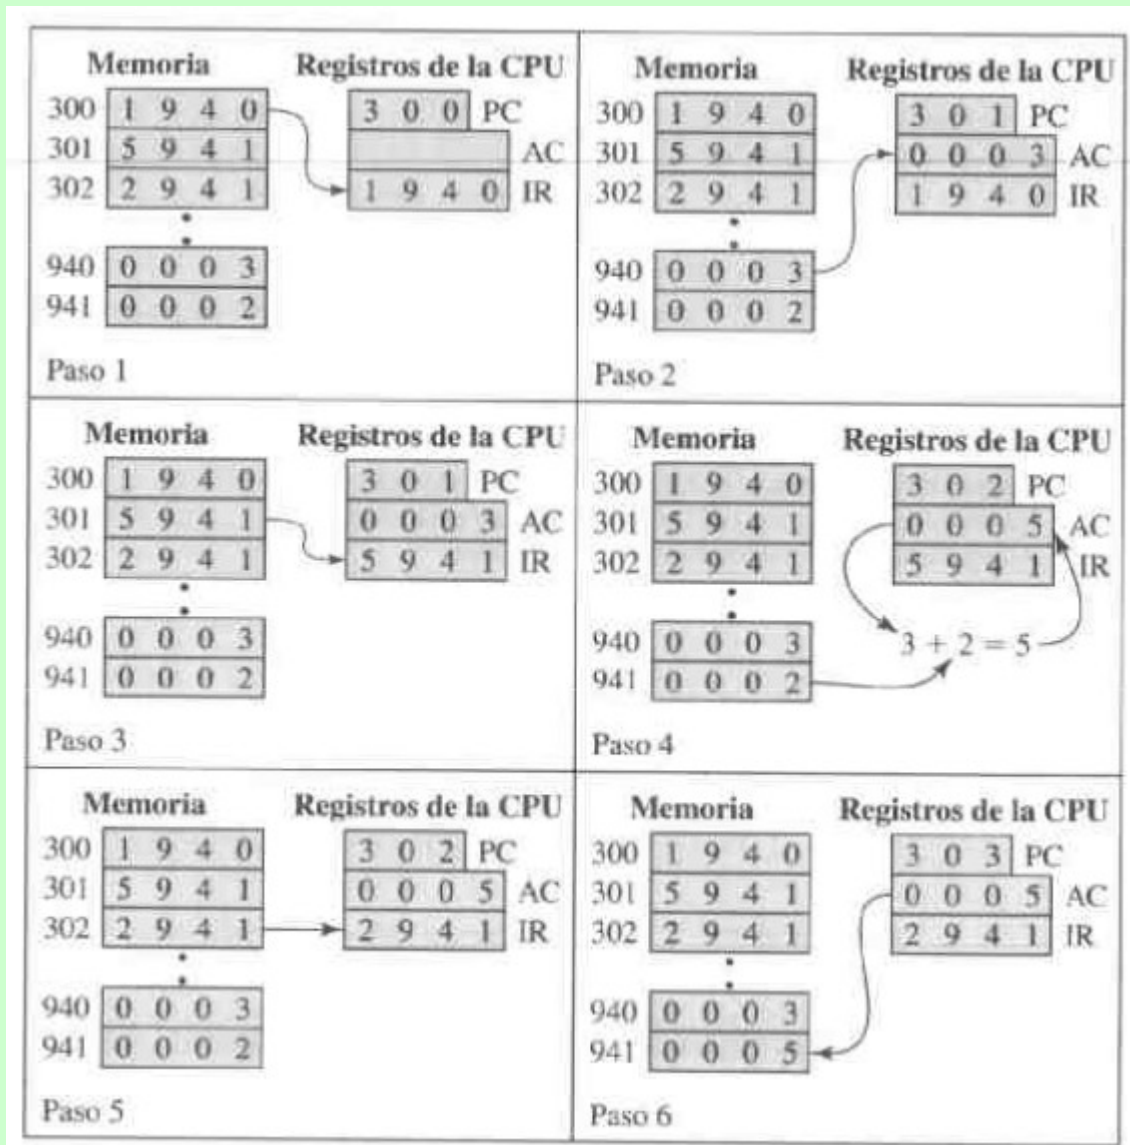 Memoria Registros de la CPU
300 1 9 4 0 3 0 0 PC
301 5 9 4 1 AC
302 2 9 4 1 1 9 4 0 IR
940 0 0 0 3
941 0 0 0 2
Paso 1
Memoria Registros de la CPU
300 1 9 4 0 3 0 1 PC
301 5 9 4 1 0 0 0 3 AC
302 2 9 4 1 1 9 4 0 IR
940 0 0 0 3
941 0 0 0 2
Paso 2
Memoria Registros de la CPU
300 1 9 4 0 3 0 1 PC
301 5 9 4 1 0 0 0 3 AC
302 2 9 4 1 5 9 4 1 IR
940 0 0 0 3
941 0 0 0 2
Paso 3
Memoria Registros de la CPU
300 1 9 4 0 3 0 2 PC
301 5 9 4 1 0 0 0 5 AC
302 2 9 4 1 5 9 4 1 IR
940 0 0 0 3 3 + 2 = 5
941 0 0 0 2
Paso 4
Memoria Registros de la CPU
300 1 9 4 0 3 0 2 PC
301 5 9 4 1 0 0 0 5 AC
302 2 9 4 1 2 9 4 1 IR
940 0 0 0 3
941 0 0 0 2
Paso 5
Memoria Registros de la CPU
300 1 9 4 0 3 0 3 PC
301 5 9 4 1 0 0 0 5 AC
302 2 9 4 1 2 9 4 1 IR
940 0 0 0 3
941 0 0 0 5
Paso 6